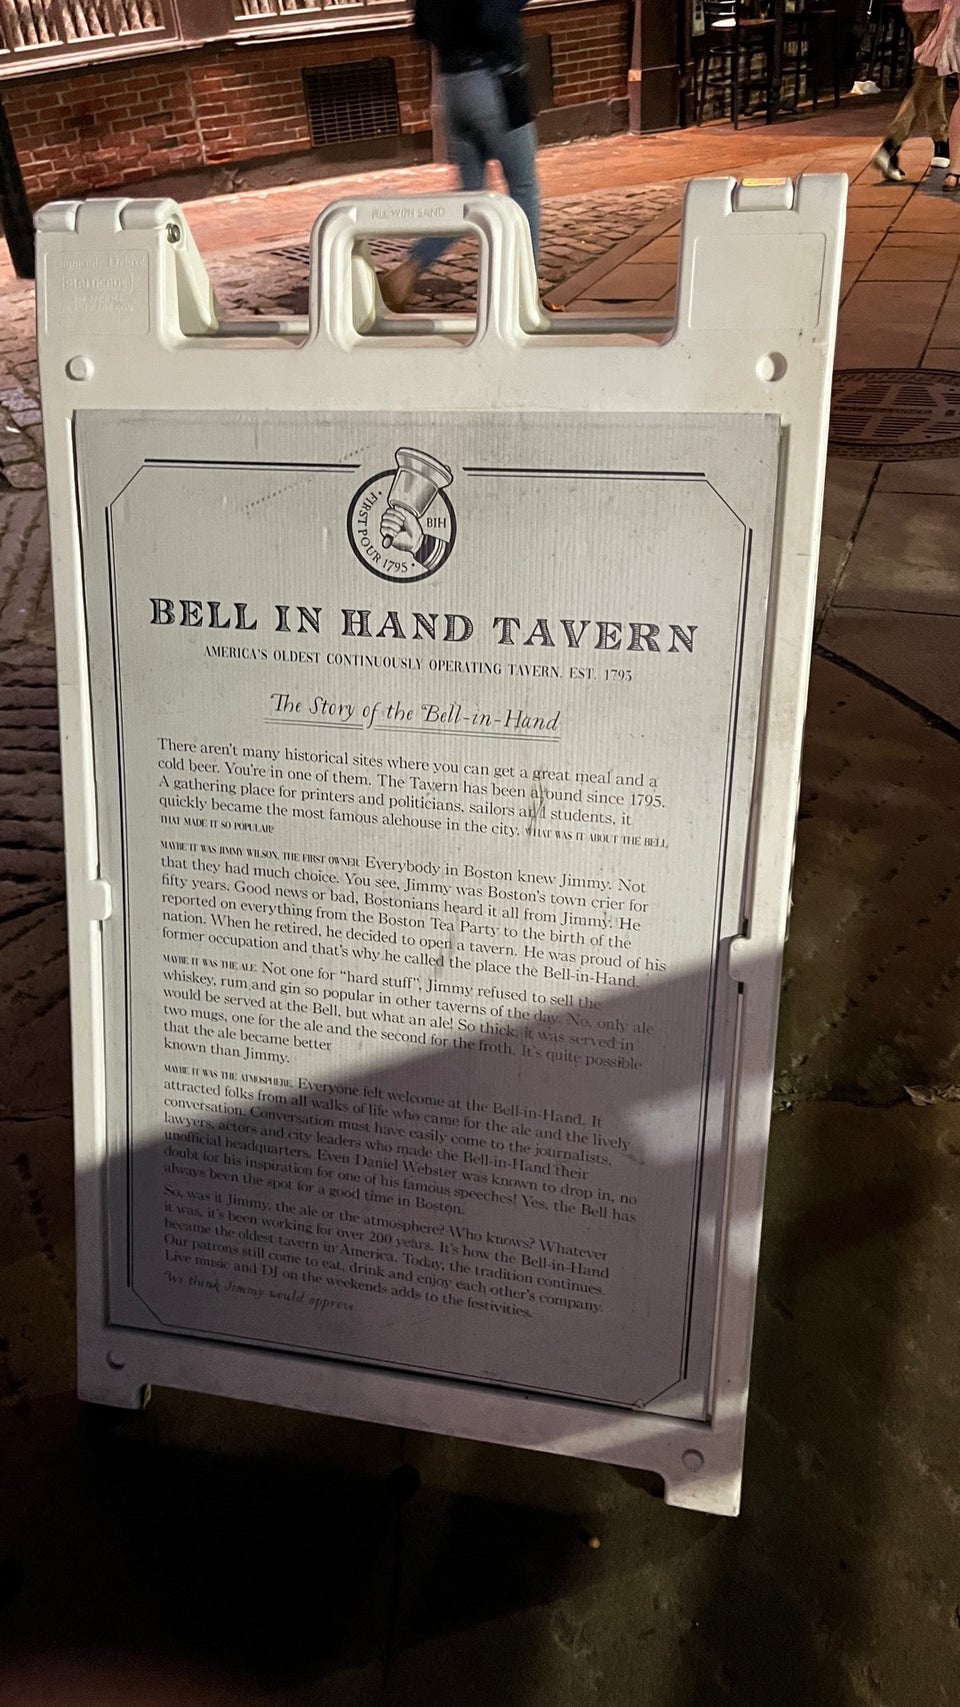 FILL WITH SAND
Signicade Deluxe
FIRST POUR 1795
BIH
BELL IN HAND TAVERN
AMERICA'S OLDEST CONTINUOUSLY OPERATING TAVERN, EST. 1795
The Story of the Bell-in-Hand
There aren't many historical sites where you can get a great meal and a
cold beer. You're in one of them. The Tavern has been around since 1795.
A gathering place for printers and politicians, sailors and students, it
quickly became the most famous alehouse in the city. WHAT WAS IT ABOUT THE BELL,
THAT MADE IT SO POPULAR?
MAYBE IT WAS JIMMY WILSON, THE FIRST OWNER. Everybody in Boston knew Jimmy. Not
that they had much choice. You see, Jimmy was Boston's town crier for
fifty years. Good news or bad, Bostonians heard it all from Jimmy. He
reported on everything from the Boston Tea Party to the birth of the
nation. When he retired, he decided to open a tavern. He was proud of his
former occupation and that's why he called the place the Bell-in-Hand.
MAYBE IT WAS THE ALE. Not one for “hard stuff”, Jimmy refused to sell the
whiskey, rum and gin so popular in other taverns of the day. No, only ale
would be served at the Bell, but what an ale! So thick, it was served in
two mugs, one for the ale and the second for the froth. It's quite possible
that the ale became better
known than Jimmy.
MAYBE IT WAS THE ATMOSPHERE. Everyone felt welcome at the Bell-in-Hand. It
attracted folks from all walks of life who came for the ale and the lively
conversation. Conversation must have easily come to the journalists,
lawyers, actors and city leaders who made the Bell-in-Hand their
unofficial headquarters. Even Daniel Webster was known to drop in, no
doubt for his inspiration for one of his famous speeches! Yes, the Bell has
always been the spot for a good time in Boston.
So, was it Jimmy, the ale or the atmosphere? Who knows? Whatever
it was, it's been working for over 200 years. It's how the Bell-in-Hand
became the oldest tavern in America. Today, the tradition continues.
Our patrons still come to eat, drink and enjoy each other's company.
Live music and DJ on the weekends adds to the festivities.
We think Jimmy would approve